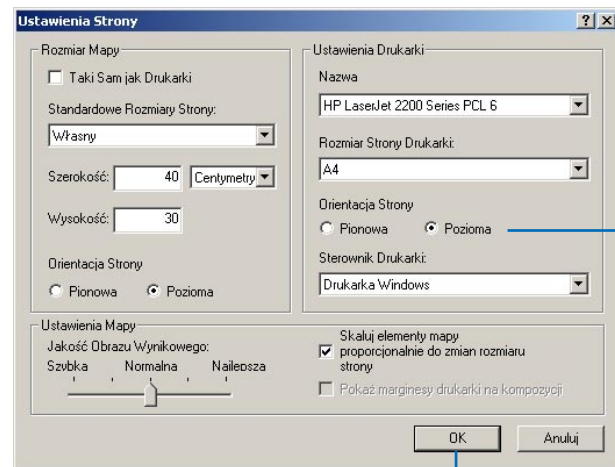 Ustawienia Strony
Rozmiar Mapy
Taki Sam jak Drukarki
Standardowe Rozmiary Strony:
Własny
Szerokość: 40 Centymetry
Wysokość: 30
Orientacja Strony
Pionowa Pozioma
Ustawienia Drukarki
Nazwa
HP LaserJet 2200 Series PCL 6
Rozmiar Strony Drukarki:
A4
Orientacja Strony
Pionowa Pozioma
Sterownik Drukarki:
Drukarka Windows
Ustawienia Mapy
Jakość Obrazu Wynikowego:
Szybka Normalna Najlepsza
Skaluj elementy mapy
proporcjonalnie do zmian rozmiaru
strony
Pokaż marginesy drukarki na kompozycji
OK Anuluj